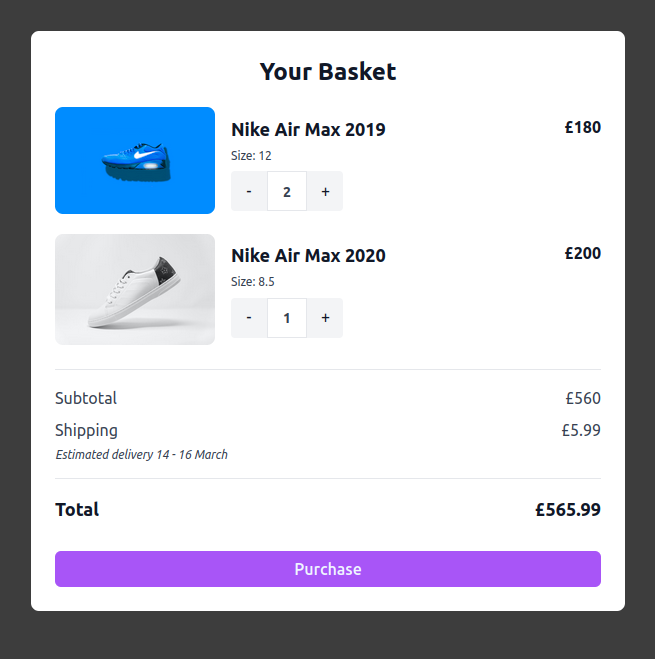 Your Basket
Nike Air Max 2019
£180
Size: 12
- 2 +
Nike Air Max 2020
£200
Size: 8.5
- 1 +
Subtotal
£560
Shipping
£5.99
Estimated delivery 14 - 16 March
Total
£565.99
Purchase